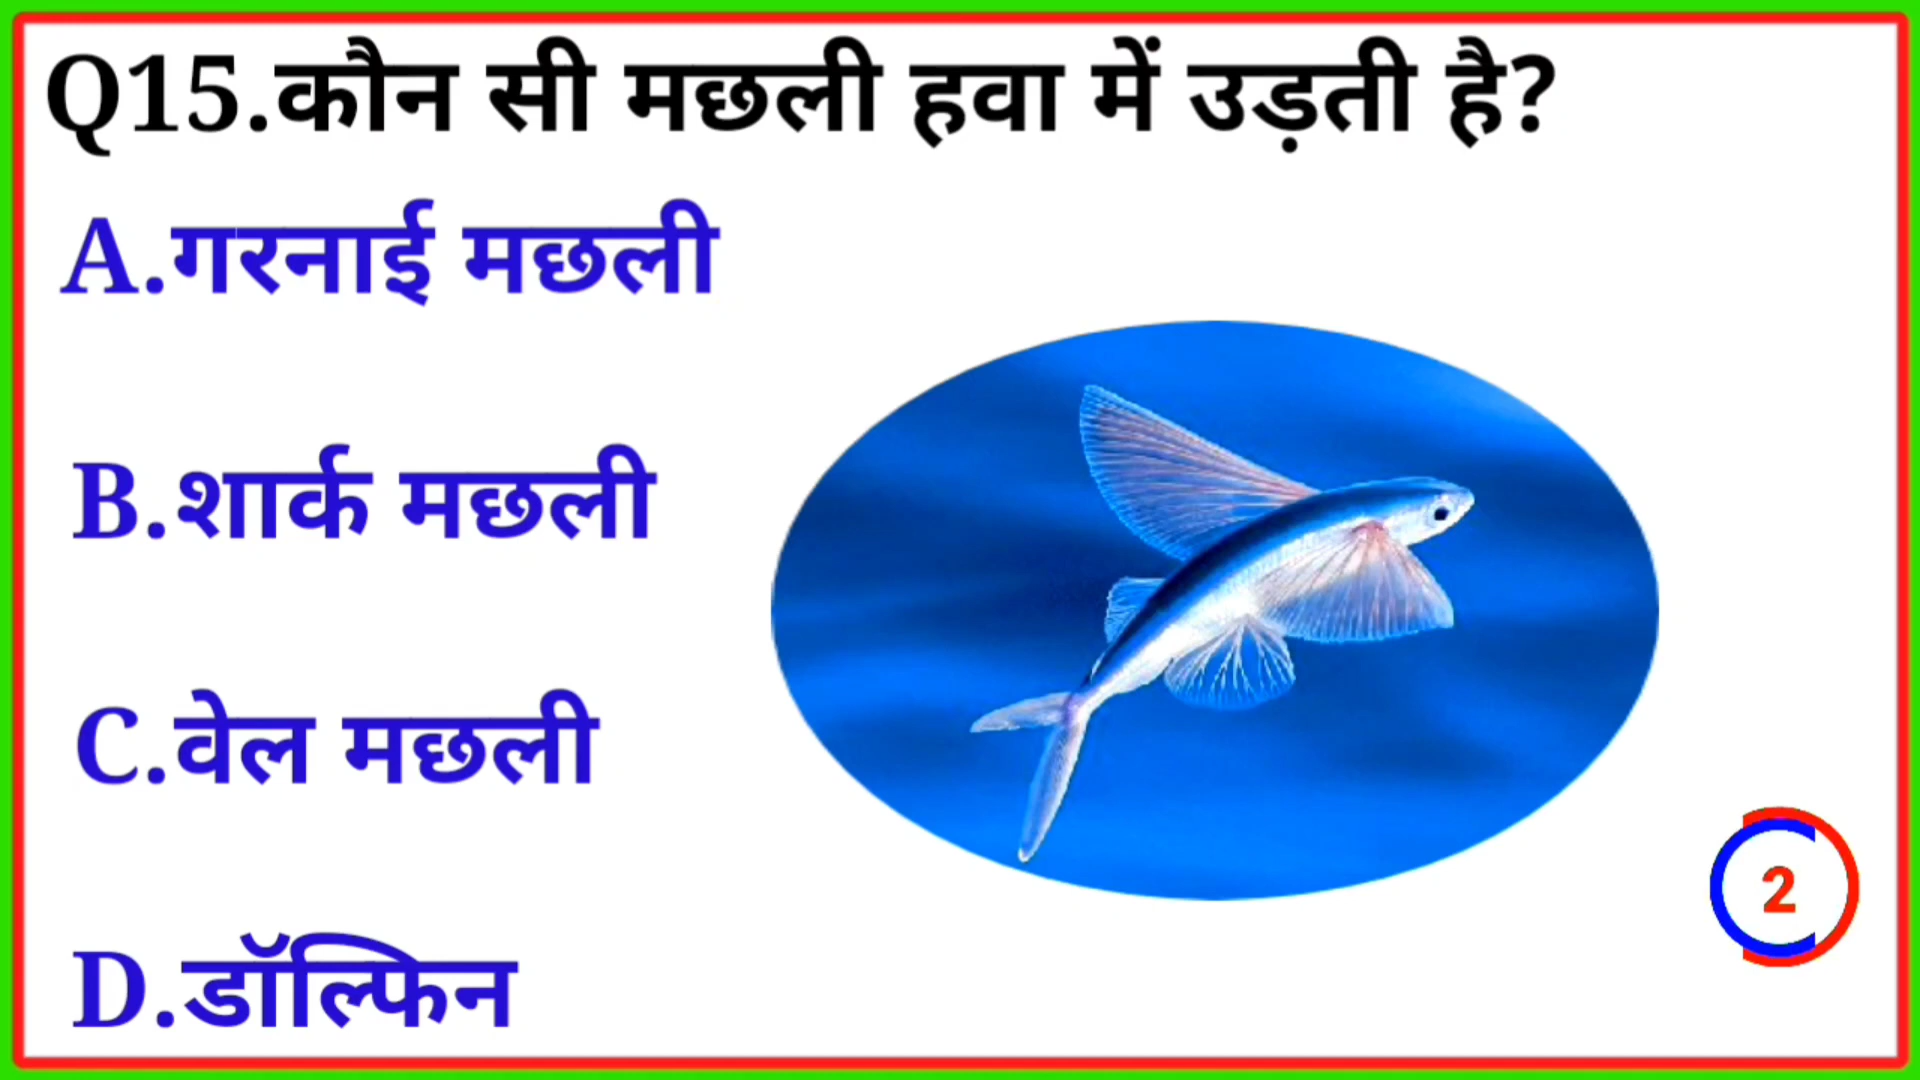 Q15.कौन सी मछली हवा में उड़ती है?
A.गरनाई मछली
B.शार्क मछली
C.वेल मछली
D.डॉल्फिन
2